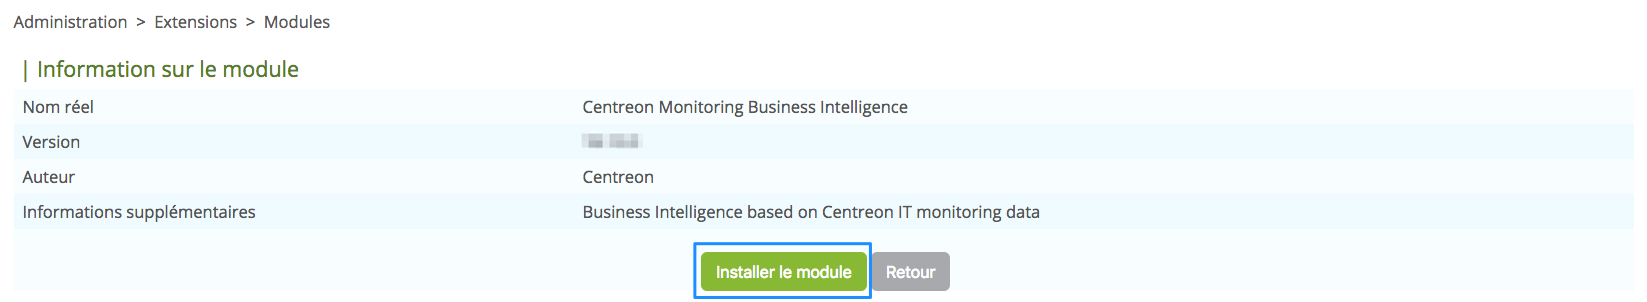 Administration > Extensions > Modules
| Information sur le module
Nom réel Centreon Monitoring Business Intelligence
Version
Auteur Centreon
Informations supplémentaires Business Intelligence based on Centreon IT monitoring data
Installer le module Retour